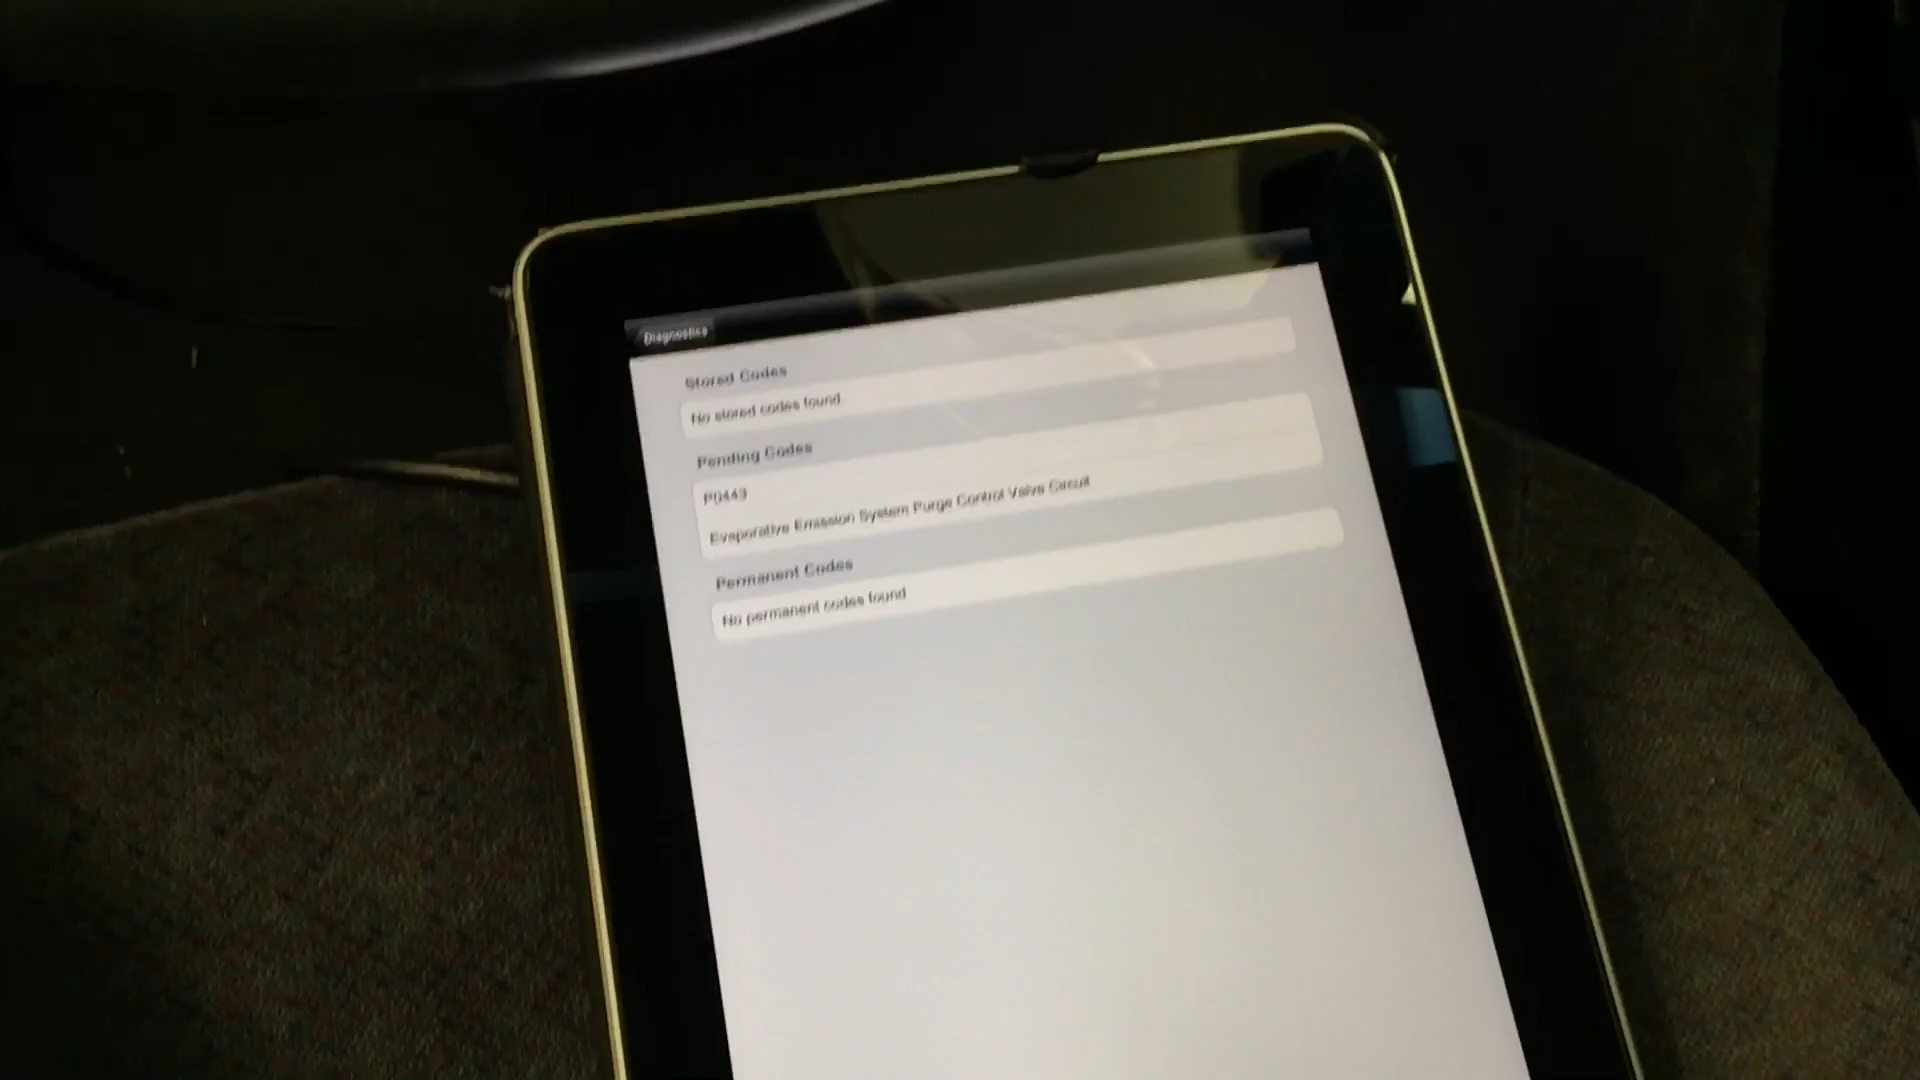 Diagnostics
Stored Codes
No stored codes found.
Pending Codes
P0443
Evaporative Emission System Purge Control Valve Circuit
Permanent Codes
No permanent codes found